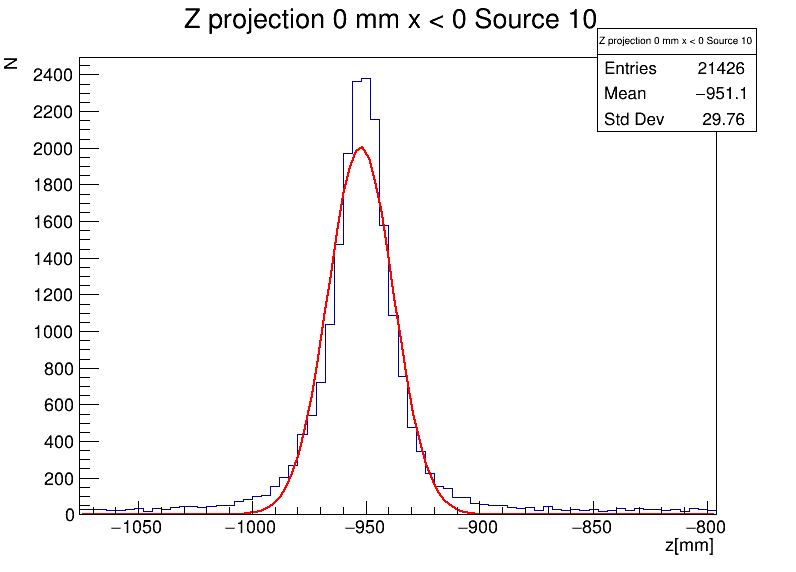 Z projection 0 mm x < 0 Source 10
Z projection 0 mm x < 0 Source 10
Entries 21426
Mean −951.1
Std Dev 29.76
N
2400
2200
2000
1800
1600
1400
1200
1000
800
600
400
200
0
−1050 −1000 −950 −900 −850 −800
z[mm]